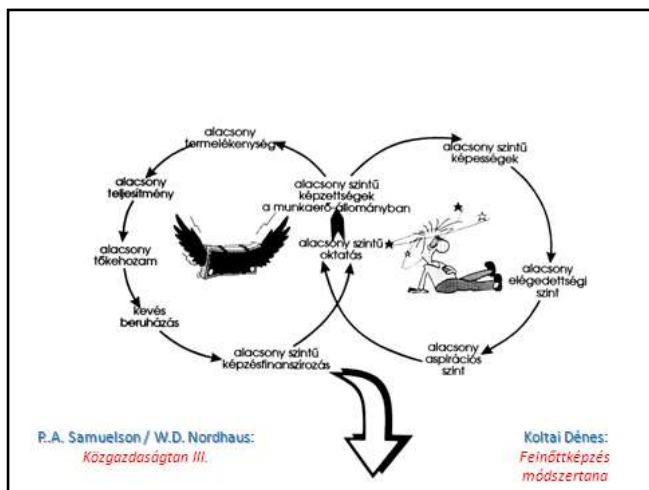 alacsony
termelékenység
alacsony
teljesítmény
alacsony
tőkehozam
kevés
beruházás
alacsony szintű
képzésfinanszírozás
alacsony szintű
képzettségek
a munkaerő-állományban
alacsony szintű
oktatás
alacsony szintű
képességek
alacsony
elégedettségi
szint
alacsony
aspirációs
szint
P..A. Samuelson / W.D. Nordhaus:
Közgazdaságtan III.
Koltai Dénes:
Felnőttképzés
módszertana